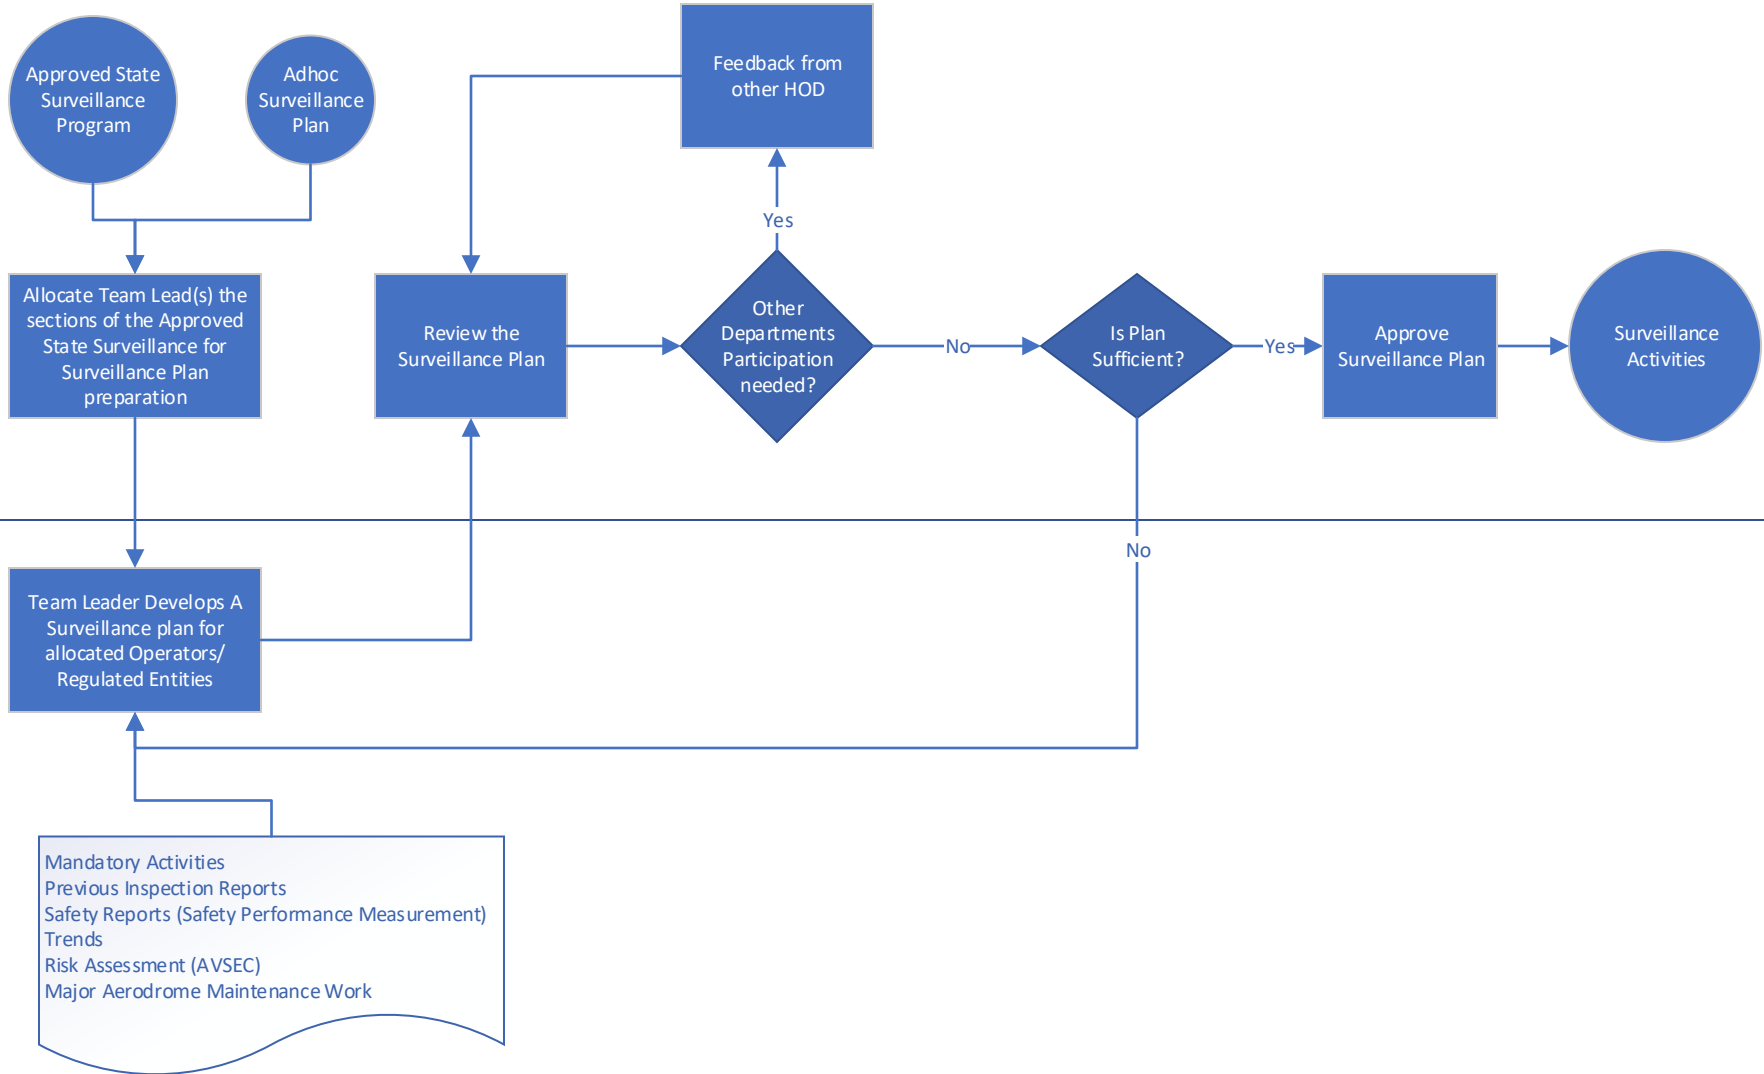 Approved State
Surveillance
Program
Adhoc
Surveillance
Plan
Feedback from
other HOD
Yes
Allocate Team Lead(s) the
sections of the Approved
State Surveillance for
Surveillance Plan
preparation
Review the
Surveillance Plan
Other
Departments
Participation
needed?
No
Is Plan
Sufficient?
Yes
Approve
Surveillance Plan
Surveillance
Activities
No
Team Leader Develops A
Surveillance plan for
allocated Operators/
Regulated Entities
Mandatory Activities
Previous Inspection Reports
Safety Reports (Safety Performance Measurement)
Trends
Risk Assessment (AVSEC)
Major Aerodrome Maintenance Work